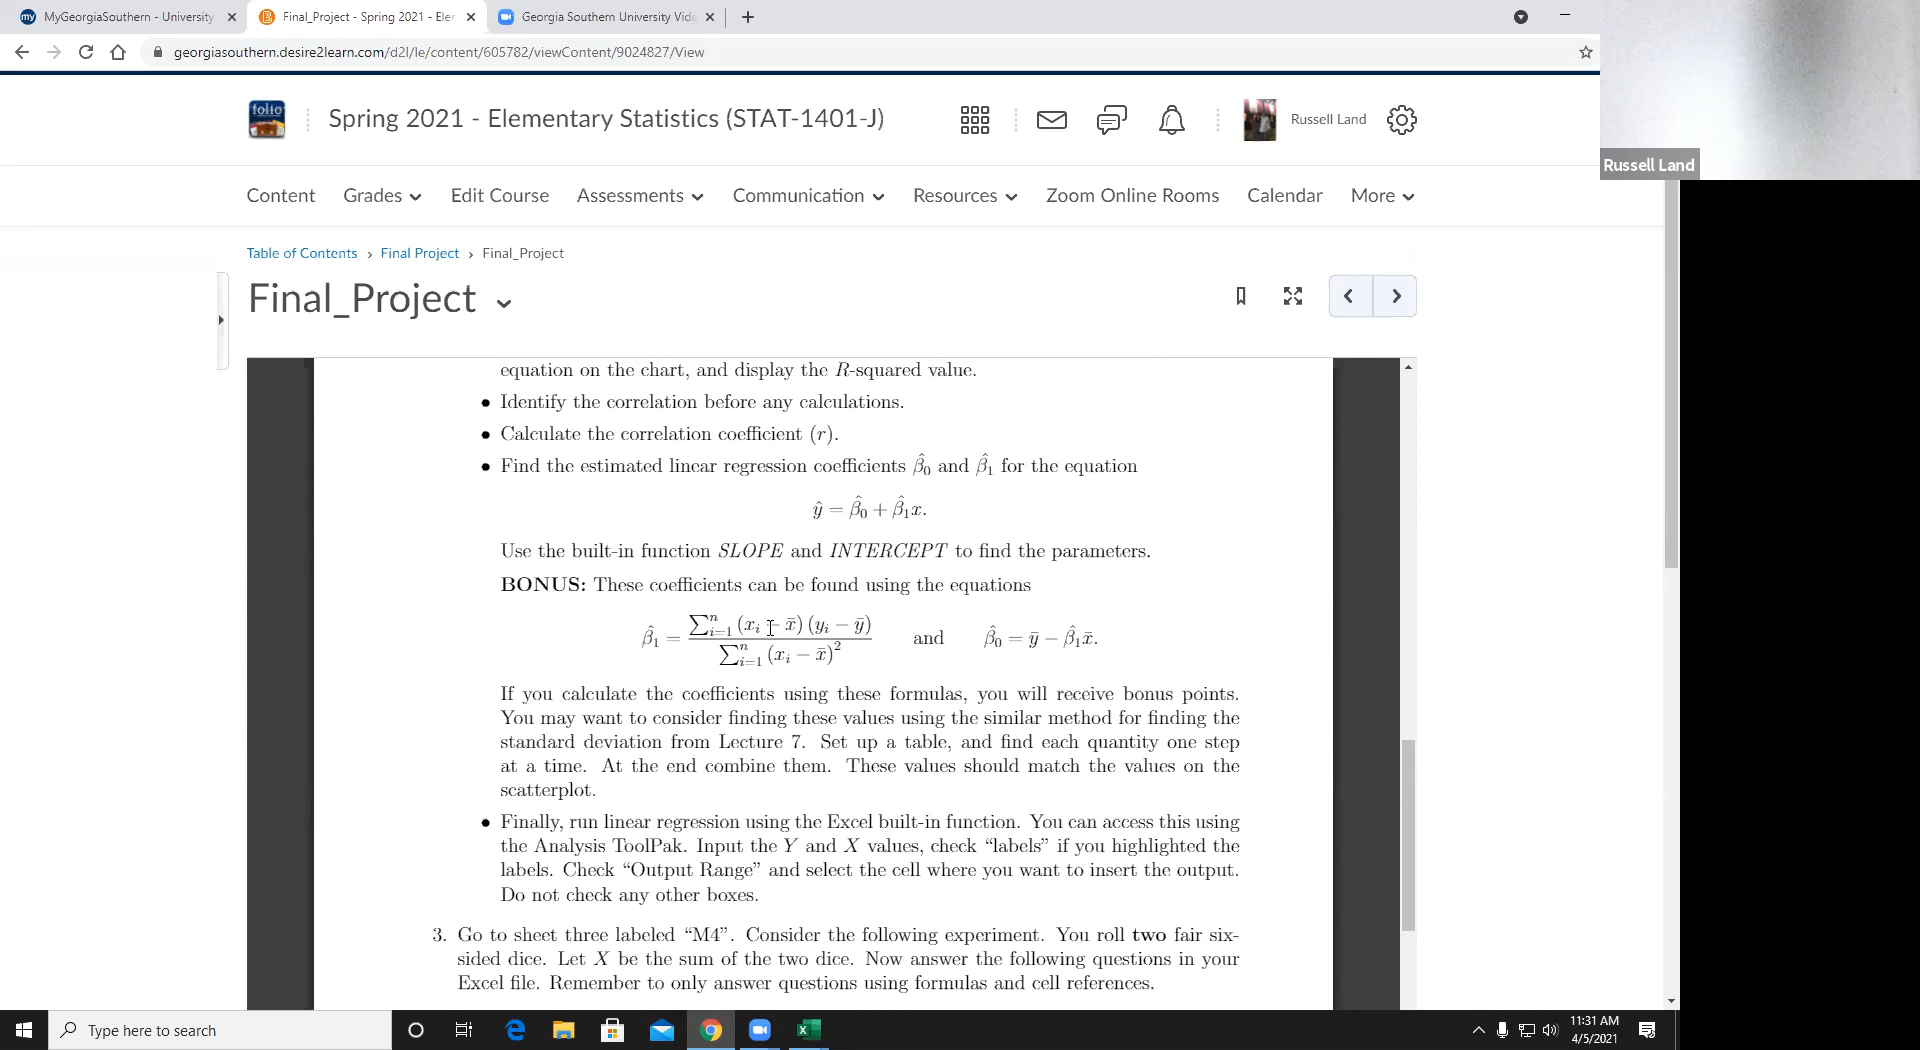 MyGeorgiaSouthern - University
Final_Project - Spring 2021 - Eler
Georgia Southern University Vide
georgiasouthern.desire2learn.com/d2l/le/content/605782/viewContent/9024827/View
folio
Spring 2021 - Elementary Statistics (STAT-1401-J)
Russell Land
Russell Land
Content Grades Edit Course Assessments Communication Resources Zoom Online Rooms Calendar More
Table of Contents › Final Project › Final_Project
Final_Project
equation on the chart, and display the R-squared value.
• Identify the correlation before any calculations.
• Calculate the correlation coefficient (r).
• Find the estimated linear regression coefficients β̂₀ and β̂₁ for the equation
ŷ = β̂₀ + β̂₁x.
Use the built-in function SLOPE and INTERCEPT to find the parameters.
BONUS: These coefficients can be found using the equations
β̂₁ = ∑ⁿᵢ₌₁ (xᵢ − x̄) (yᵢ − ȳ) / ∑ⁿᵢ₌₁ (xᵢ − x̄)² and β̂₀ = ȳ − β̂₁x̄.
If you calculate the coefficients using these formulas, you will receive bonus points.
You may want to consider finding these values using the similar method for finding the
standard deviation from Lecture 7. Set up a table, and find each quantity one step
at a time. At the end combine them. These values should match the values on the
scatterplot.
• Finally, run linear regression using the Excel built-in function. You can access this using
the Analysis ToolPak. Input the Y and X values, check “labels” if you highlighted the
labels. Check “Output Range” and select the cell where you want to insert the output.
Do not check any other boxes.
3. Go to sheet three labeled “M4”. Consider the following experiment. You roll two fair six-
sided dice. Let X be the sum of the two dice. Now answer the following questions in your
Excel file. Remember to only answer questions using formulas and cell references.
Type here to search
11:31 AM
4/5/2021